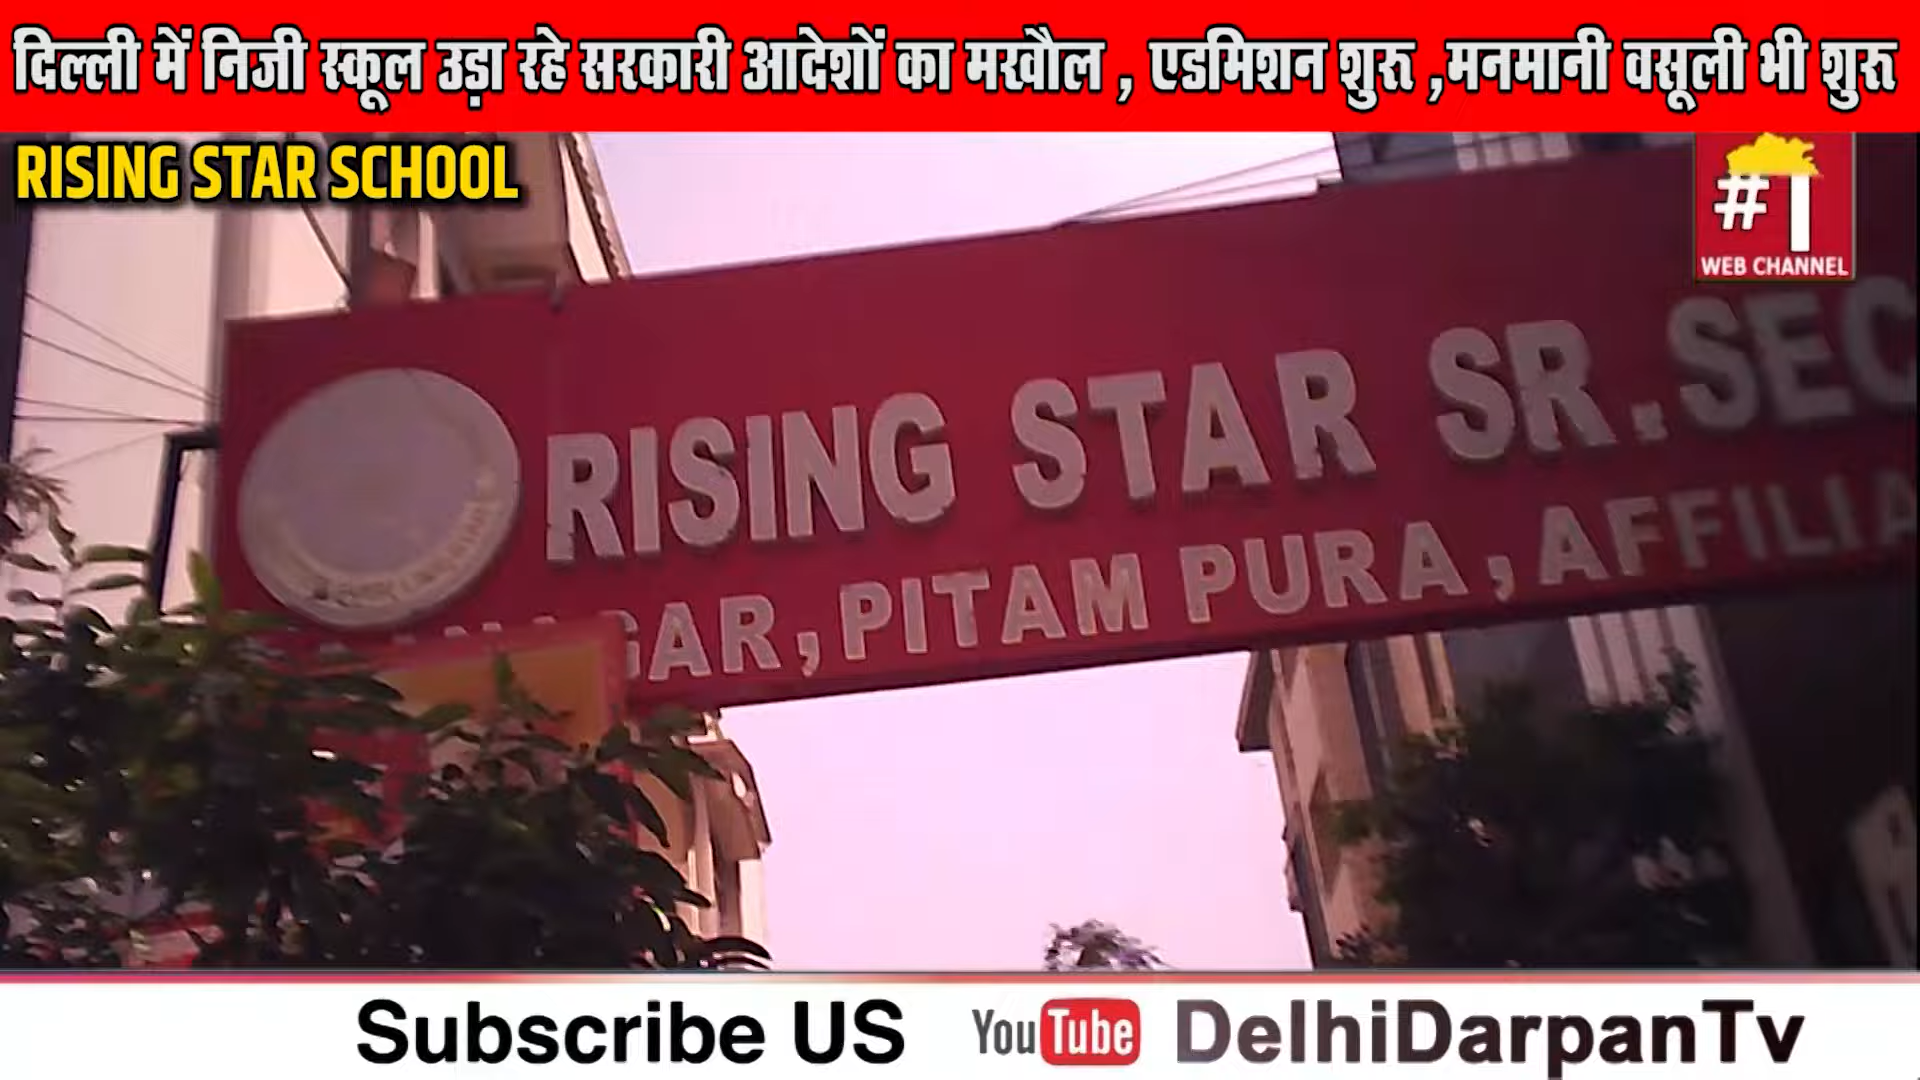 दिल्ली में निजी स्कूल उड़ा रहे सरकारी आदेशों का मखौल , एडमिशन शुरू ,मनमानी वसूली भी शुरू
RISING STAR SCHOOL
#1
WEB CHANNEL
RISING STAR SR.SEC
NAGAR, PITAM PURA, AFFILIA
Subscribe US YouTube DelhiDarpanTv